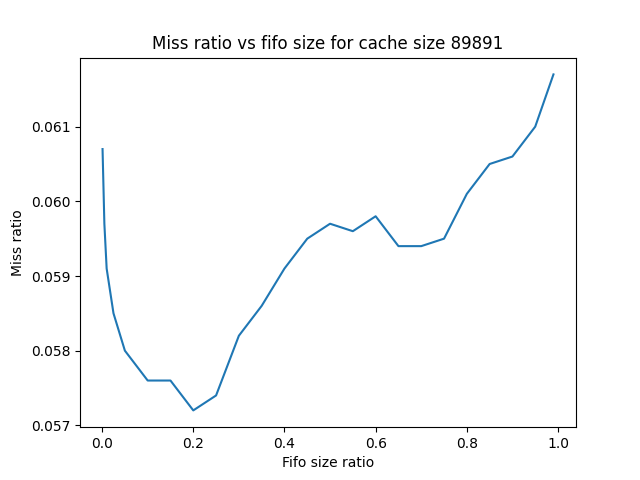 Miss ratio vs fifo size for cache size 89891
0.061
0.060
0.059
0.058
0.057
Miss ratio
0.0 0.2 0.4 0.6 0.8 1.0
Fifo size ratio